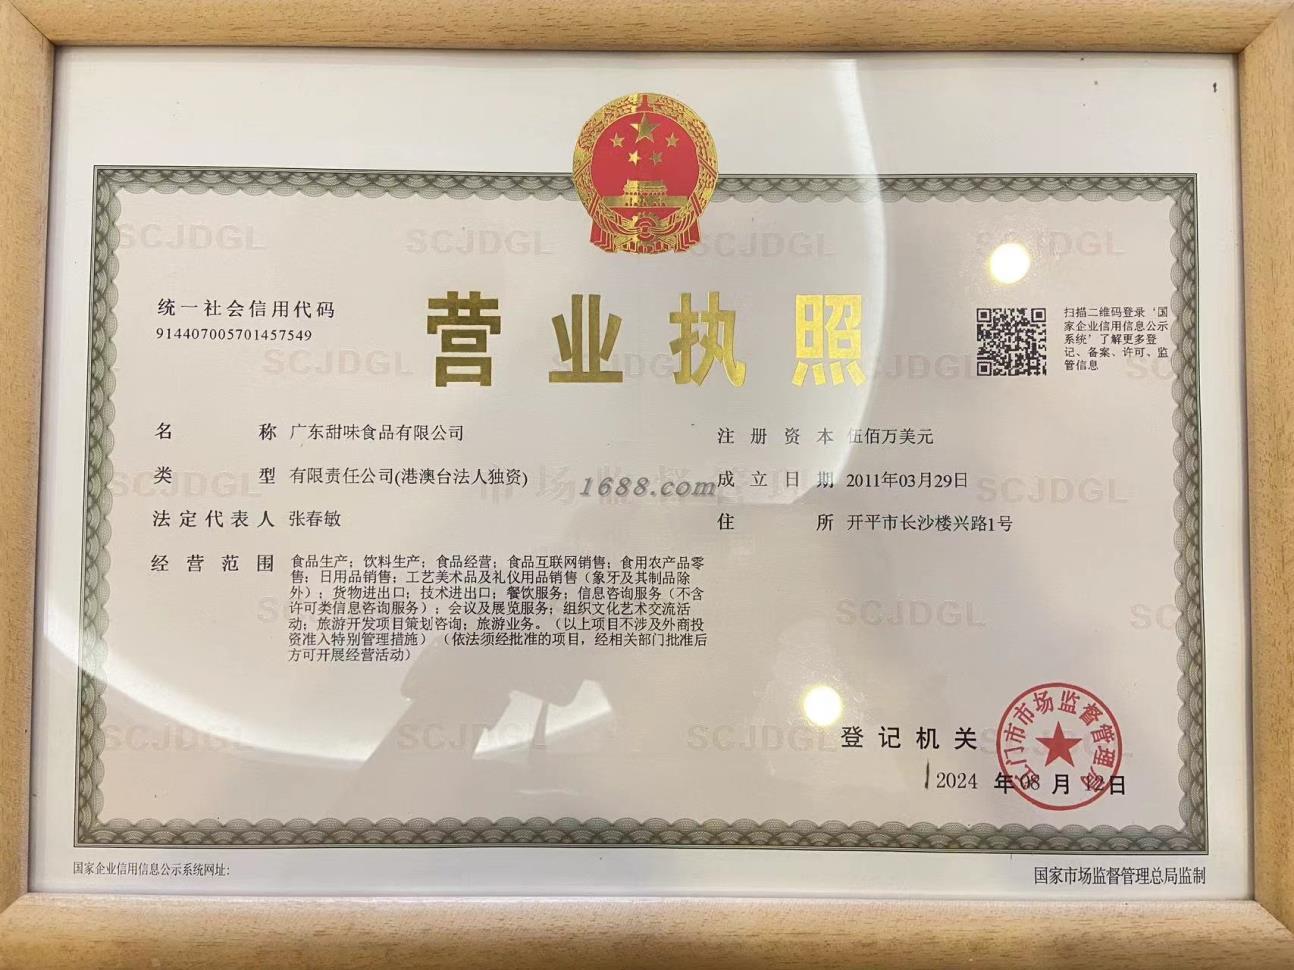 营业执照
统一社会信用代码
914407005701457549
扫描二维码登录‘国
家企业信用信息公示
系统’了解更多登
记、备案、许可、监
管信息
名称 广东甜味食品有限公司
类型 有限责任公司(港澳台法人独资)
法定代表人 张春敏
经营范围 食品生产；饮料生产；食品经营；食品互联网销售；食用农产品零
售；日用品销售；工艺美术品及礼仪用品销售（象牙及其制品除
外）；货物进出口；技术进出口；餐饮服务；信息咨询服务（不含
许可类信息咨询服务）；会议及展览服务；组织文化艺术交流活
动；旅游开发项目策划咨询；旅游业务。（以上项目不涉及外商投
资准入特别管理措施）（依法须经批准的项目，经相关部门批准后
方可开展经营活动）
注册资本 伍佰万美元
成立日期 2011年03月29日
住所 开平市长沙楼兴路1号
1688.com
登记机关
江门市市场监督管理局
2024 年 08 月 12 日
国家企业信用信息公示系统网址:
国家市场监督管理总局监制
SCJDGL